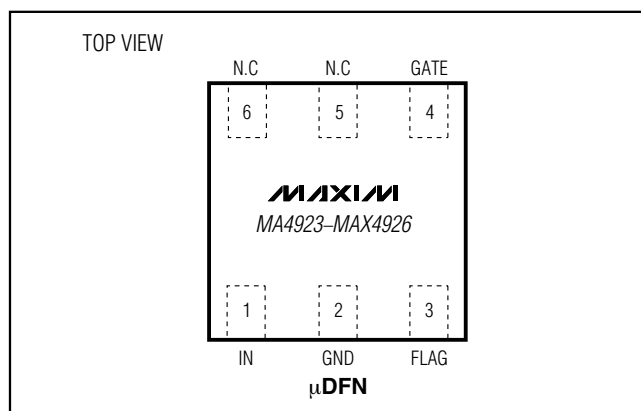 TOP VIEW
N.C N.C GATE
6 5 4
MAXIM
MA4923–MAX4926
1 2 3
IN GND FLAG
µDFN